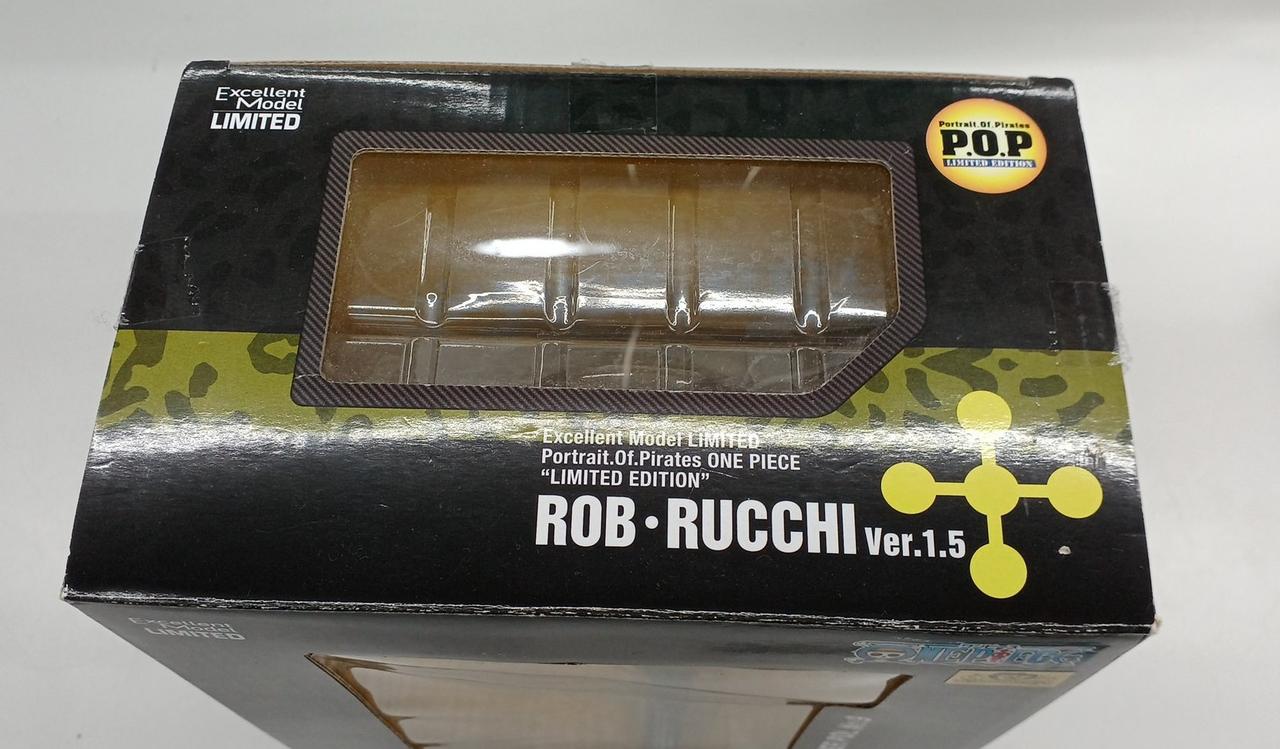 Excellent
Model
LIMITED
Portrait.Of.Pirates
P.O.P
LIMITED EDITION
Excellent Model LIMITED
Portrait.Of.Pirates ONE PIECE
“LIMITED EDITION”
ROB・RUCCHI Ver.1.5
Excellent
Model
LIMITED
ONE PIECE